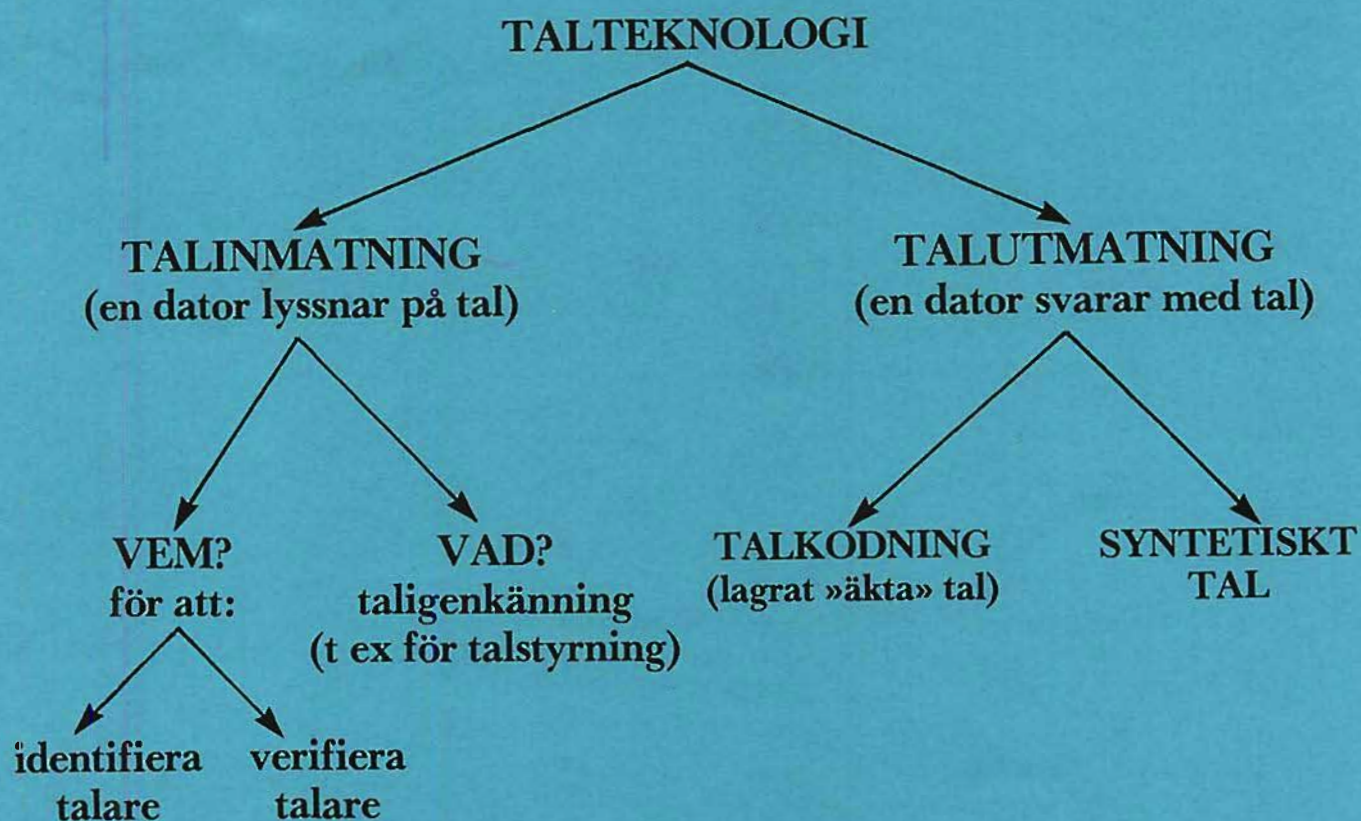 TALTEKNOLOGI
TALINMATNING
(en dator lyssnar på tal)
TALUTMATNING
(en dator svarar med tal)
VEM?
för att:
VAD?
taligenkänning
(t ex för talstyrning)
TALKODNING
(lagrat »äkta» tal)
SYNTETISKT
TAL
identifiera
talare
verifiera
talare